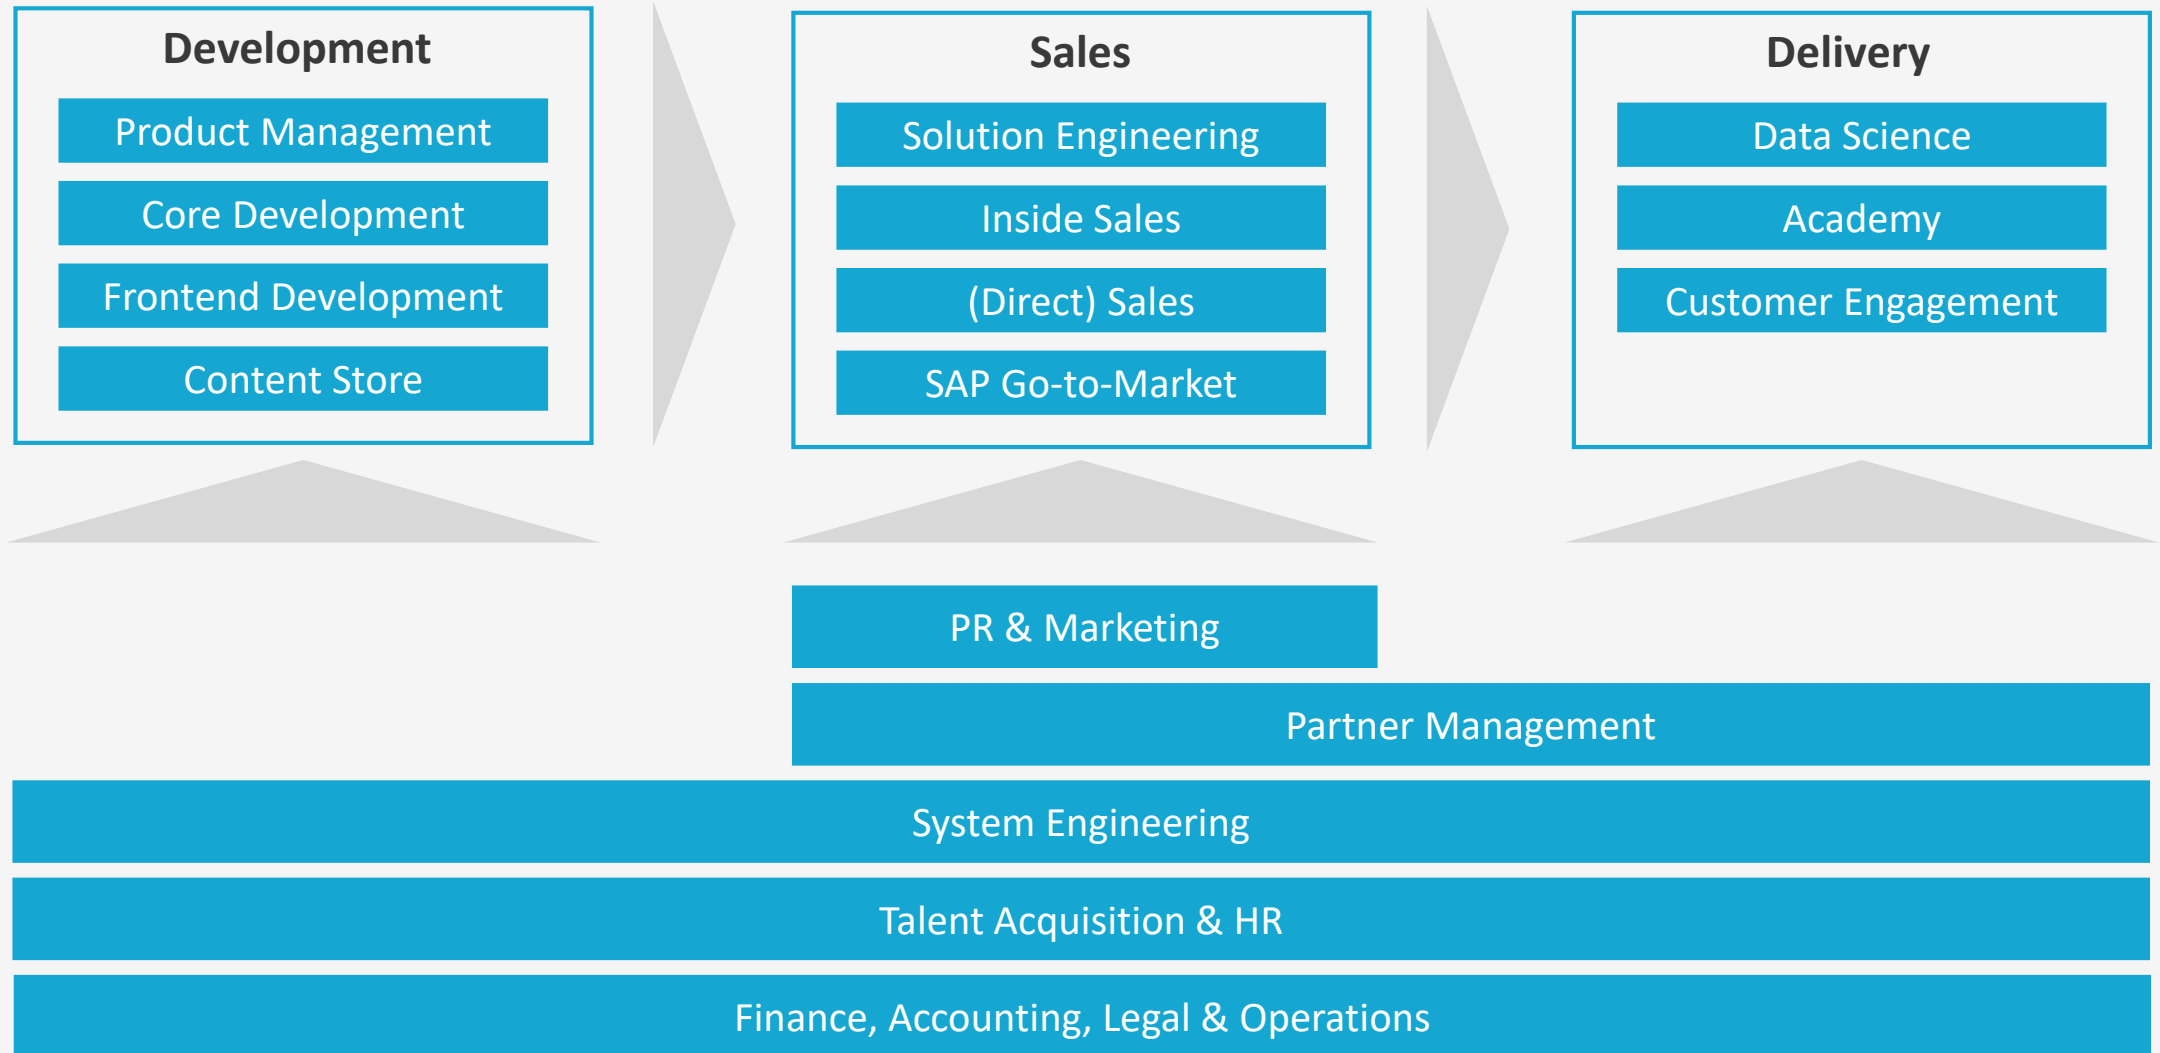 Development
Product Management
Core Development
Frontend Development
Content Store
Sales
Solution Engineering
Inside Sales
(Direct) Sales
SAP Go-to-Market
Delivery
Data Science
Academy
Customer Engagement
PR & Marketing
Partner Management
System Engineering
Talent Acquisition & HR
Finance, Accounting, Legal & Operations